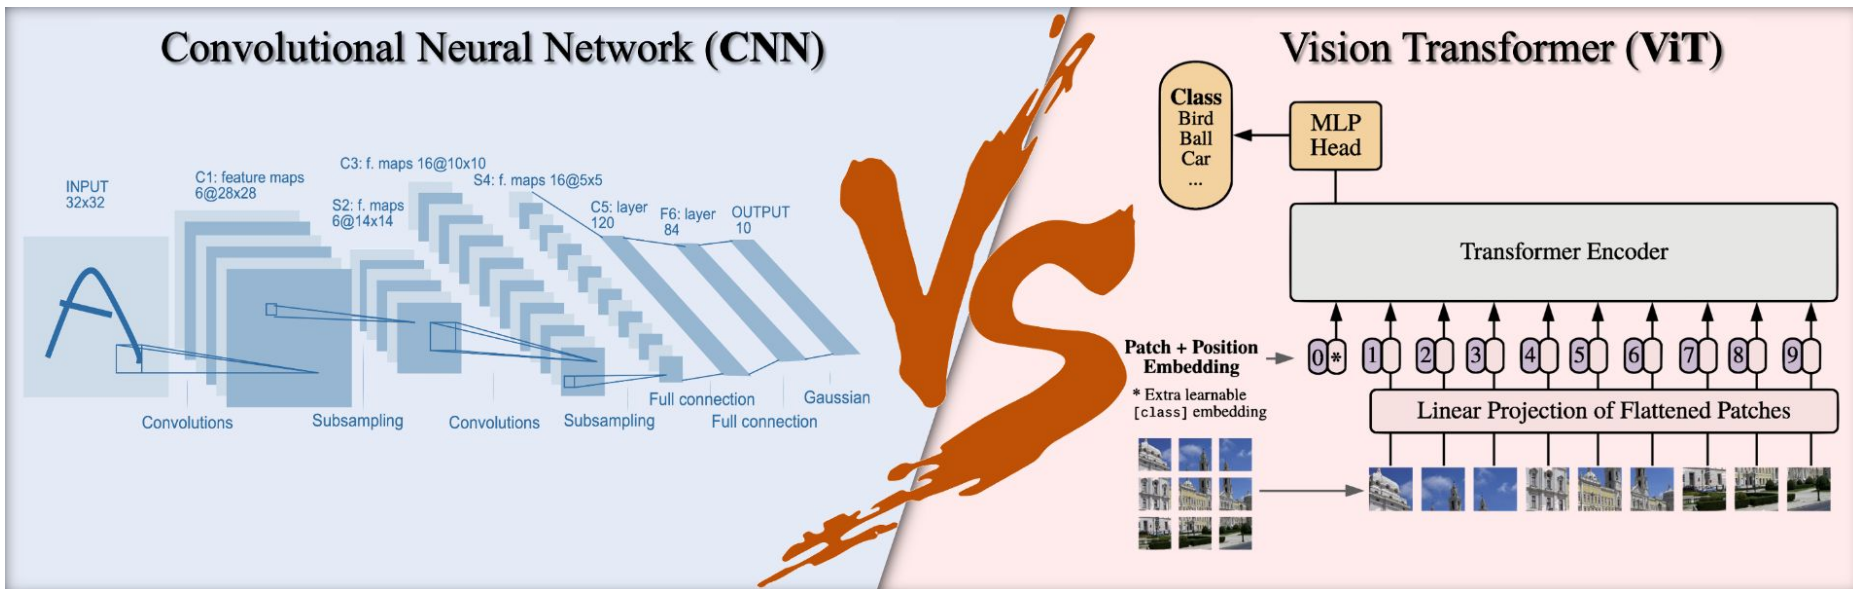 Convolutional Neural Network (CNN)
INPUT
32x32
C1: feature maps
6@28x28
S2: f. maps
6@14x14
C3: f. maps 16@10x10
S4: f. maps 16@5x5
C5: layer
120
F6: layer
84
OUTPUT
10
Convolutions
Subsampling
Convolutions
Subsampling
Full connection
Full connection
Gaussian
VS
Vision Transformer (ViT)
Class
Bird
Ball
Car
...
MLP
Head
Transformer Encoder
Patch + Position
Embedding
* Extra learnable
[class] embedding
0 * 1 2 3 4 5 6 7 8 9
Linear Projection of Flattened Patches